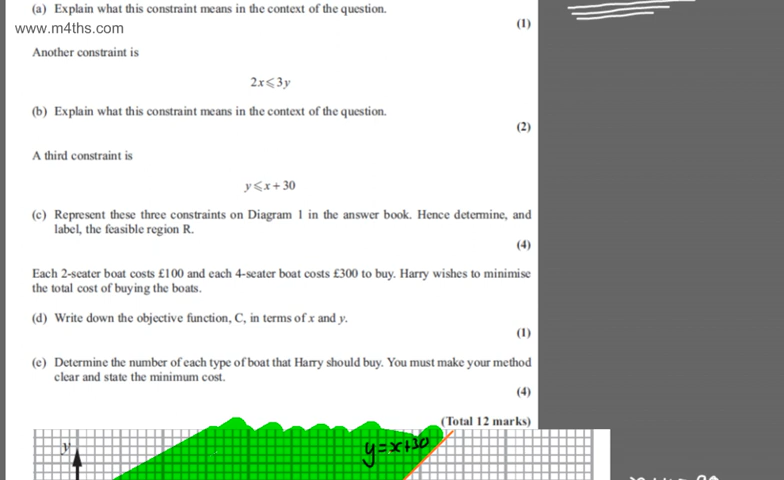 (a) Explain what this constraint means in the context of the question.
(1)
www.m4ths.com
Another constraint is
2x⩽3y
(b) Explain what this constraint means in the context of the question.
(2)
A third constraint is
y⩽x+30
(c) Represent these three constraints on Diagram 1 in the answer book. Hence determine, and
label, the feasible region R.
(4)
Each 2-seater boat costs £100 and each 4-seater boat costs £300 to buy. Harry wishes to minimise
the total cost of buying the boats.
(d) Write down the objective function, C, in terms of x and y.
(1)
(e) Determine the number of each type of boat that Harry should buy. You must make your method
clear and state the minimum cost.
(4)
(Total 12 marks)
y=x+30
y